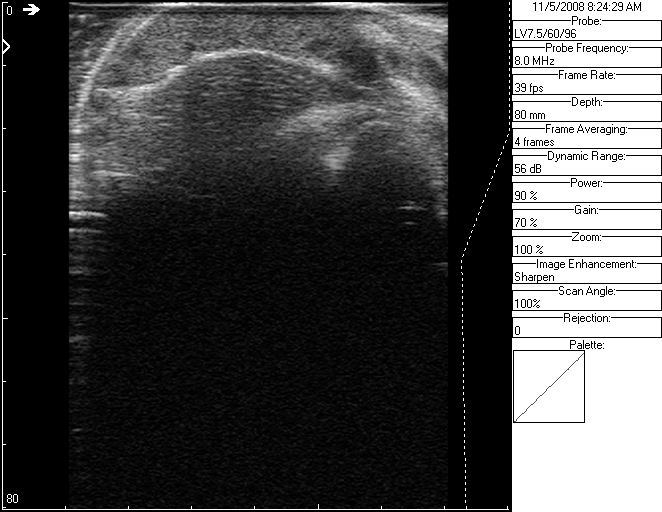 0
80
11/5/2008 8:24:29 AM
Probe:
LV7.5/60/96
Probe Frequency:
8.0 MHz
Frame Rate:
39 fps
Depth:
80 mm
Frame Averaging:
4 frames
Dynamic Range:
56 dB
Power:
90 %
Gain:
70 %
Zoom:
100 %
Image Enhancement:
Sharpen
Scan Angle:
100%
Rejection:
0
Palette: